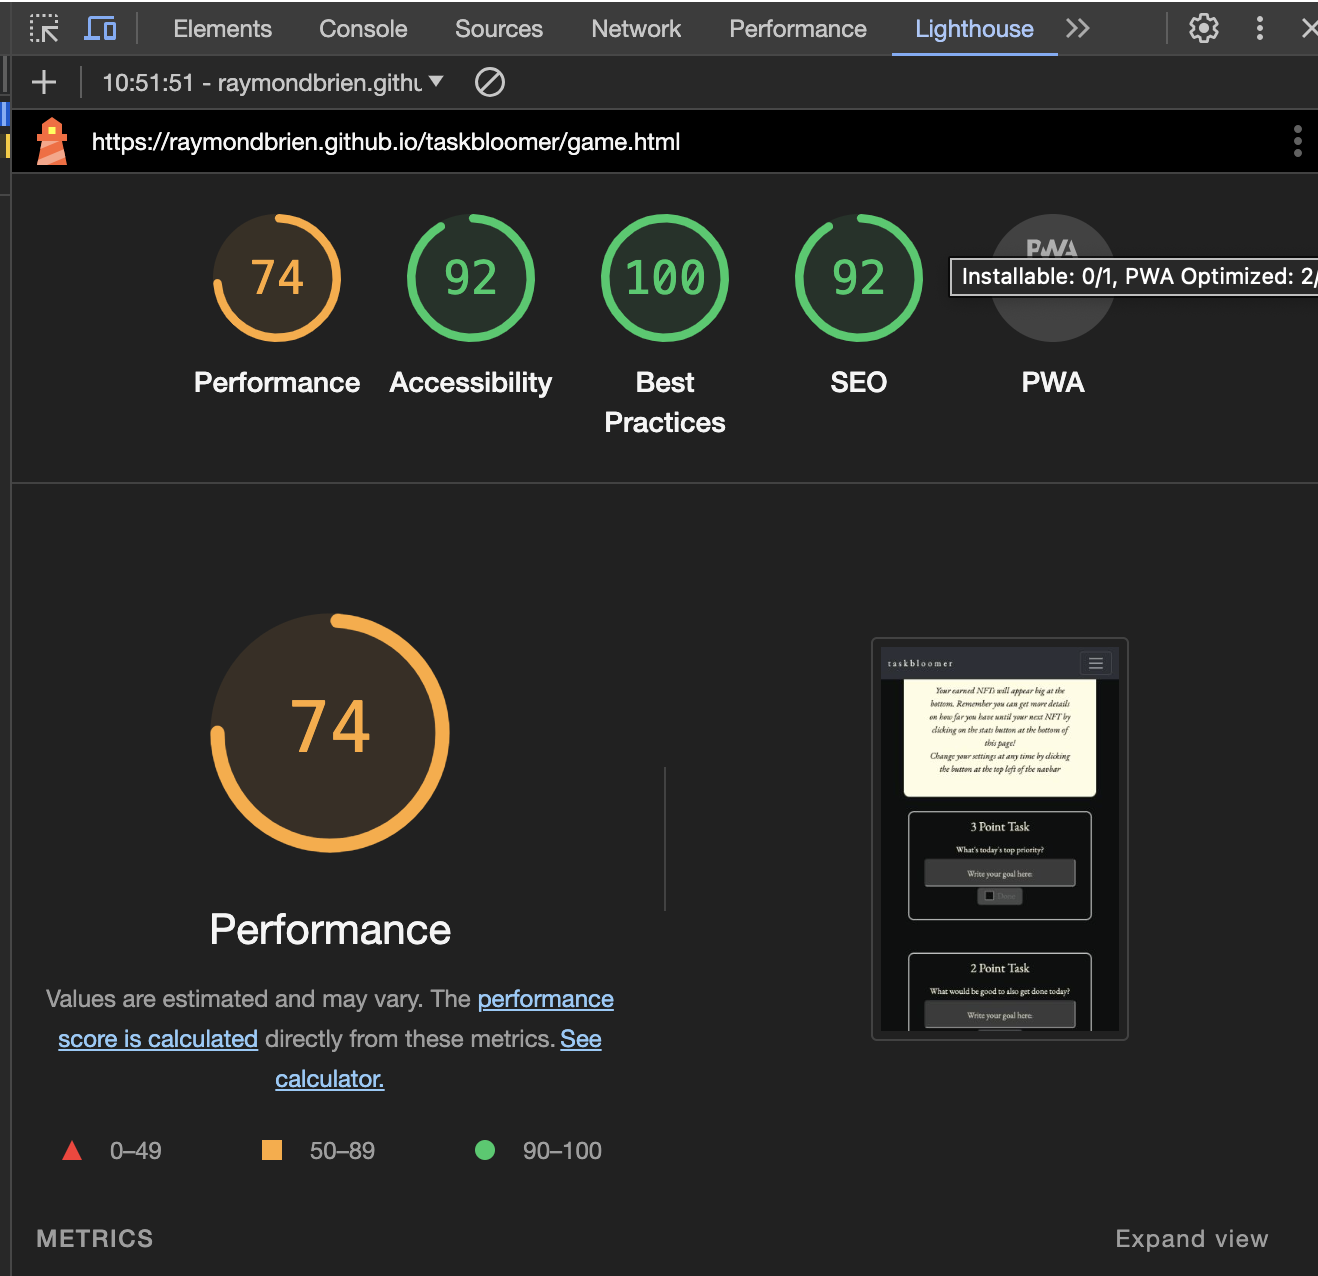 Elements Console Sources Network Performance Lighthouse
10:51:51 - raymondbrien.githu
https://raymondbrien.github.io/taskbloomer/game.html
74 92 100 92 PWA
Installable: 0/1, PWA Optimized: 2/
Performance Accessibility Best Practices SEO PWA
74
Performance
Values are estimated and may vary. The performance
score is calculated directly from these metrics. See
calculator.
0–49 50–89 90–100
taskbloomer
Your earned NFTs will appear big at the
bottom. Remember you can get more details
on how far you have until your next NFT by
clicking on the stats button at the bottom of
this page!
Change your settings at any time by clicking
the button at the top left of the navbar
3 Point Task
What's today's top priority?
Write your goal here:
Done
2 Point Task
What would be good to also get done today?
Write your goal here:
METRICS
Expand view